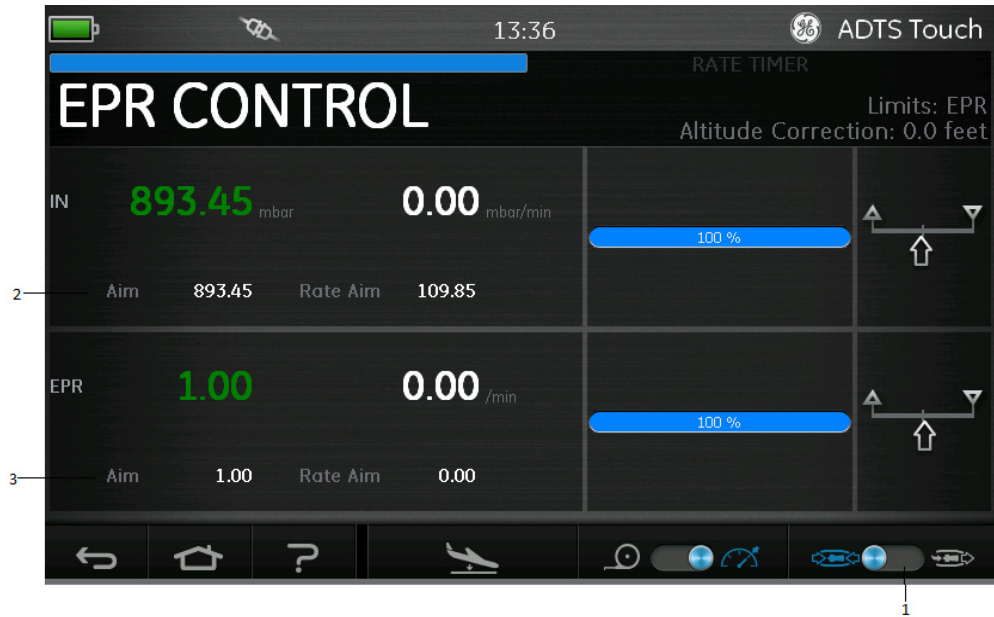 13:36
ADTS Touch
RATE TIMER
EPR CONTROL
Limits: EPR
Altitude Correction: 0.0 feet
IN 893.45 mbar 0.00 mbar/min
100 %
2 Aim 893.45 Rate Aim 109.85
EPR 1.00 0.00 /min
100 %
3 Aim 1.00 Rate Aim 0.00
?
1